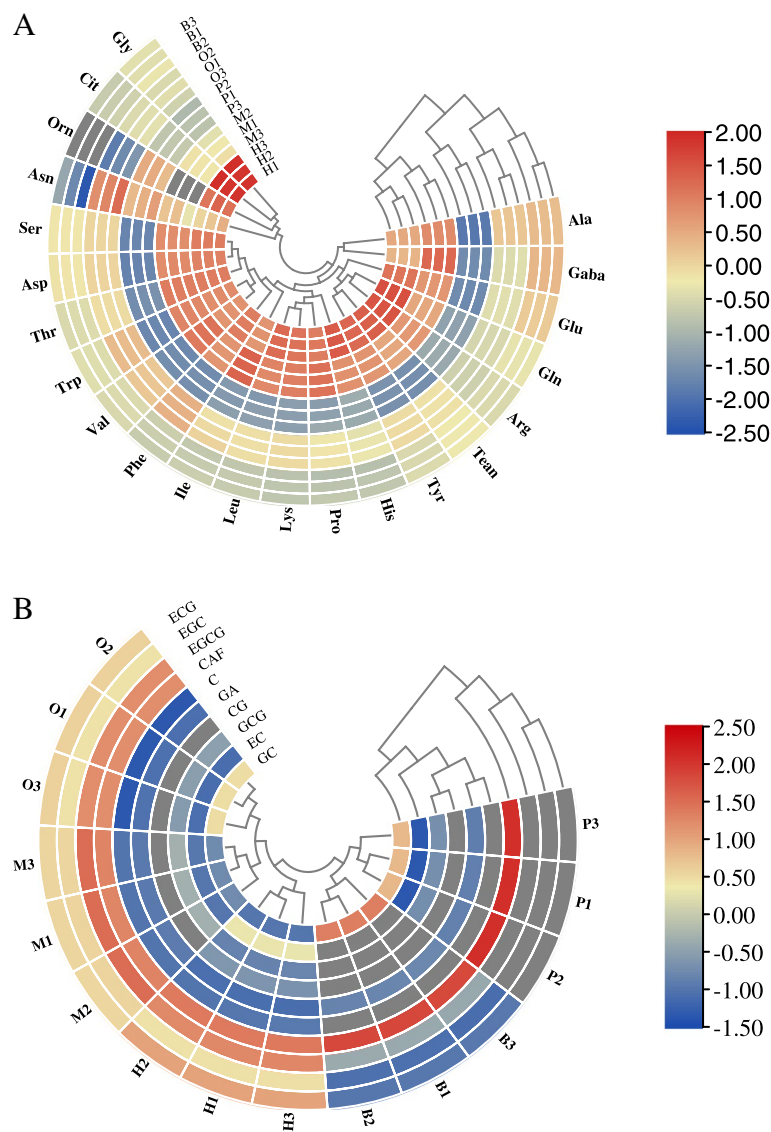 A
B3
B1
B2
O2
O1
O3
P2
P1
P3
M2
M1
M3
H3
H2
H1
Gly
Cit
Orn
Asn
Ser
Asp
Thr
Trp
Val
Phe
Ile
Leu
Lys
Pro
His
Tyr
Tean
Arg
Gln
Glu
Gaba
Ala
2.00
1.50
1.00
0.50
0.00
-0.50
-1.00
-1.50
-2.00
-2.50
B
ECG
EGC
EGCG
CAF
C
GA
CG
GCG
EC
GC
O2
O1
O3
M3
M1
M2
H2
H1
H3
B2
B1
B3
P2
P1
P3
2.50
2.00
1.50
1.00
0.50
0.00
-0.50
-1.00
-1.50